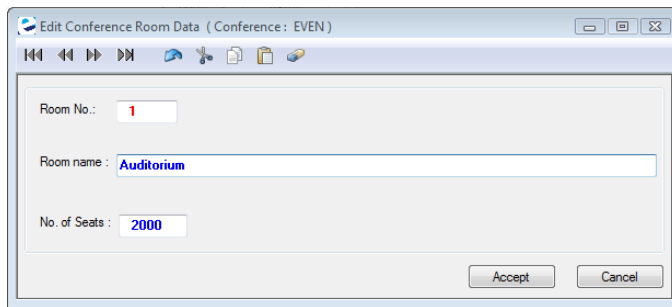 Edit Conference Room Data ( Conference : EVEN )
Room No.: 1
Room name : Auditorium
No. of Seats : 2000
Accept Cancel